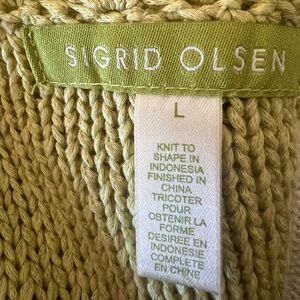 SIGRID OLSEN
L
KNIT TO
SHAPE IN
INDONESIA
FINISHED IN
CHINA
TRICOTER
POUR
OBTENIR LA
FORME
DESIREE EN
INDONESIE
COMPLETE
EN CHINE